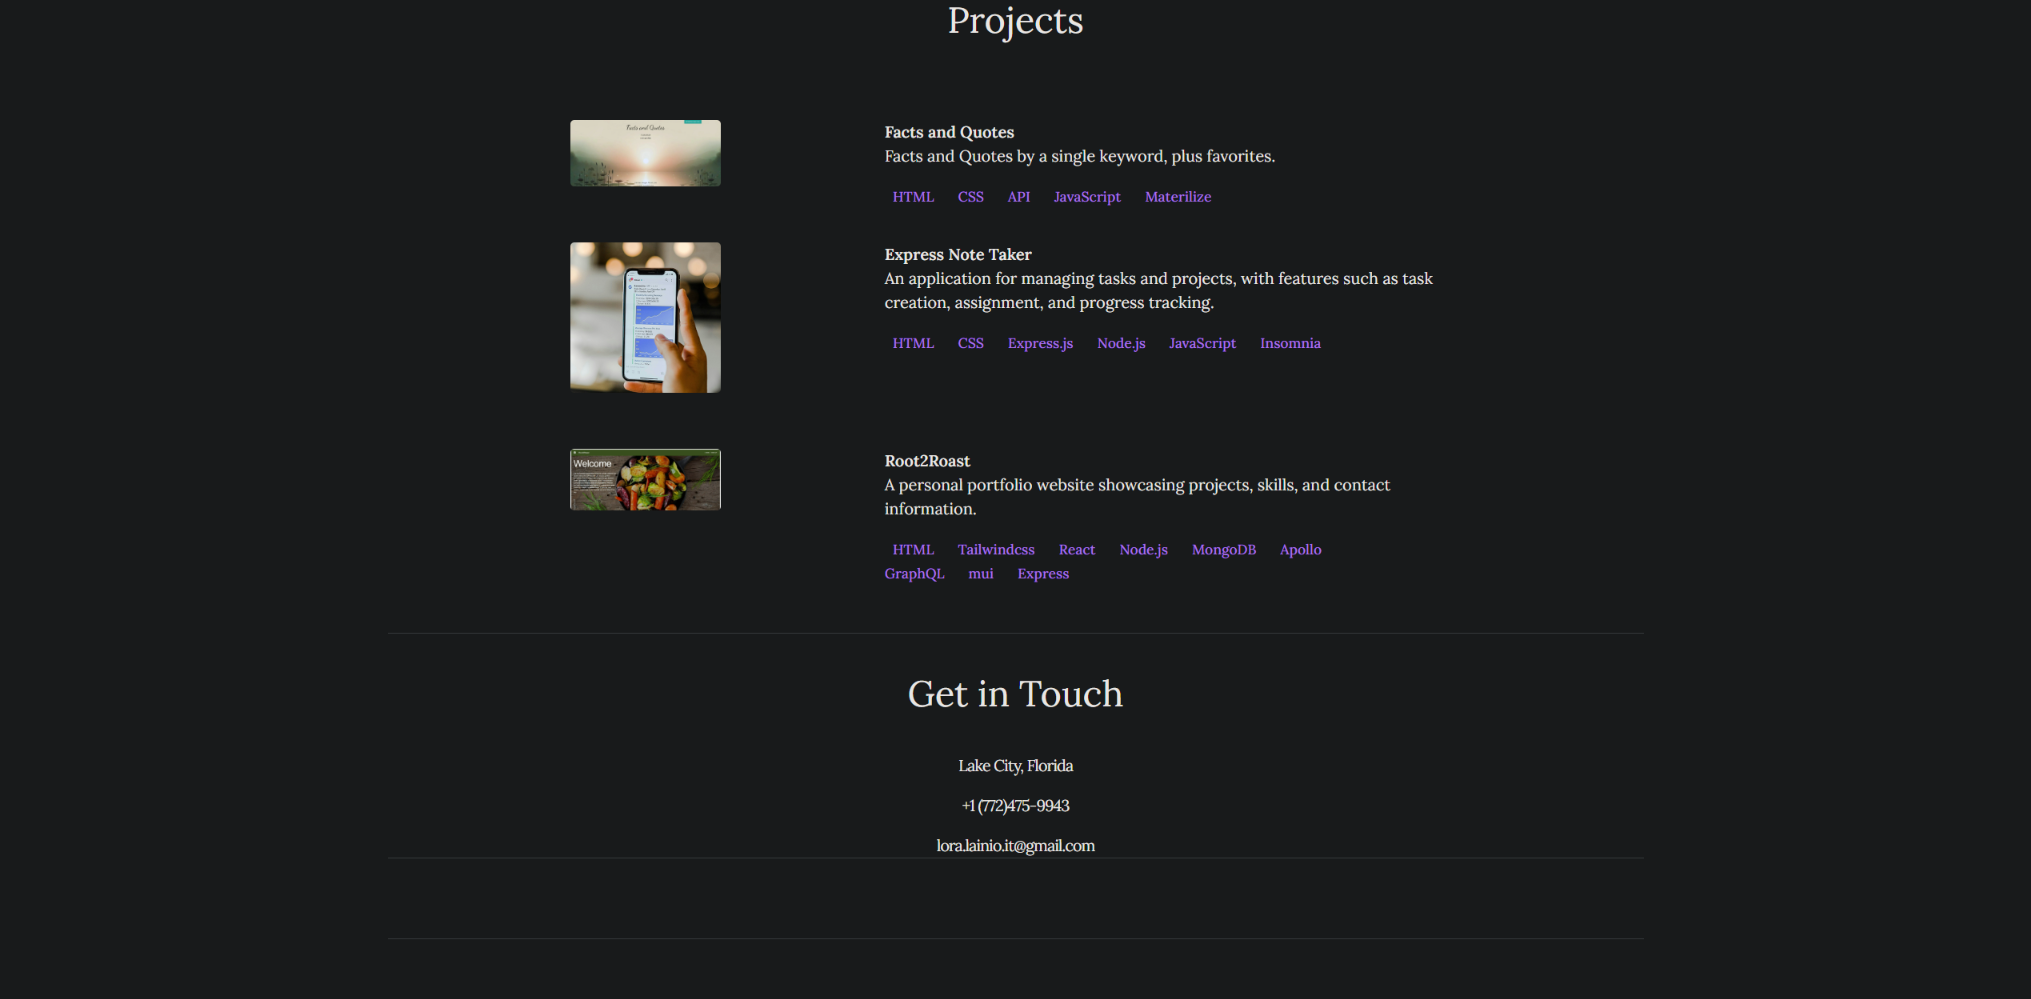 Projects
Facts and Quotes
Facts and Quotes
Facts and Quotes by a single keyword, plus favorites.
HTML CSS API JavaScript Materilize
Express Note Taker
An application for managing tasks and projects, with features such as task
creation, assignment, and progress tracking.
HTML CSS Express.js Node.js JavaScript Insomnia
Welcome
Root2Roast
A personal portfolio website showcasing projects, skills, and contact
information.
HTML Tailwindcss React Node.js MongoDB Apollo
GraphQL mui Express
Get in Touch
Lake City, Florida
+1 (772)475-9943
lora.lainio.it@gmail.com